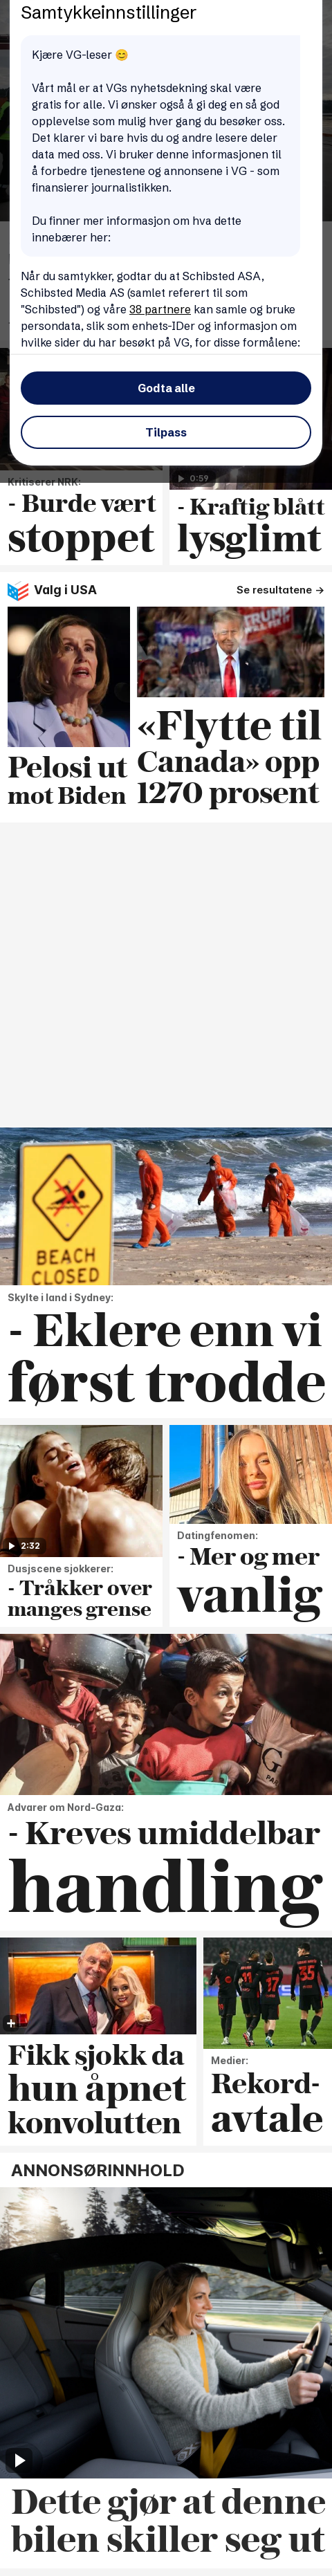 Samtykkeinnstillinger
Kjære VG-leser 😊
Vårt mål er at VGs nyhetsdekning skal være
gratis for alle. Vi ønsker også å gi deg en så god
opplevelse som mulig hver gang du besøker oss.
Det klarer vi bare hvis du og andre lesere deler
data med oss. Vi bruker denne informasjonen til
å forbedre tjenestene og annonsene i VG - som
finansierer journalistikken.
Du finner mer informasjon om hva dette
innebærer her:
Når du samtykker, godtar du at Schibsted ASA,
Schibsted Media AS (samlet referert til som
"Schibsted") og våre 38 partnere kan samle og bruke
persondata, slik som enhets-IDer og informasjon om
hvilke sider du har besøkt på VG, for disse formålene:
Godta alle
Tilpass
Kritiserer NRK:
- Burde vært
stoppet
0:59
- Kraftig blått
lysglimt
Valg i USA
Se resultatene →
Pelosi ut
mot Biden
«Flytte til
Canada» opp
1270 prosent
BEACH
CLOSED
Skylte i land i Sydney:
- Eklere enn vi
først trodde
2:32
Dusjscene sjokkerer:
- Tråkker over
manges grense
Datingfenomen:
- Mer og mer
vanlig
Advarer om Nord-Gaza:
- Kreves umiddelbar
handling
Fikk sjokk da
hun åpnet
konvolutten
Medier:
Rekord-
avtale
ANNONSØRINNHOLD
Dette gjør at denne
bilen skiller seg ut